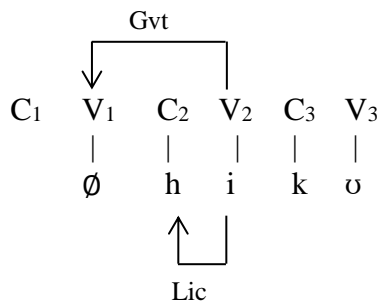 Gvt
C₁ V₁ C₂ V₂ C₃ V₃
∅ h i k ʊ
Lic